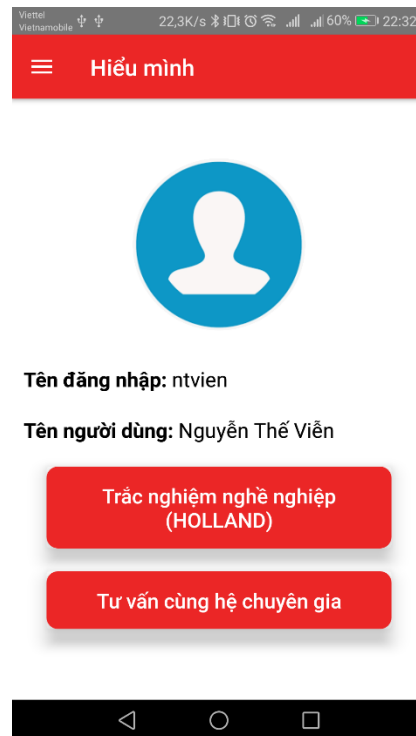 Viettel
Vietnamobile 22,3K/s 60% 22:32
Hiểu mình
Tên đăng nhập: ntvien
Tên người dùng: Nguyễn Thế Viễn
Trắc nghiệm nghề nghiệp
(HOLLAND)
Tư vấn cùng hệ chuyên gia